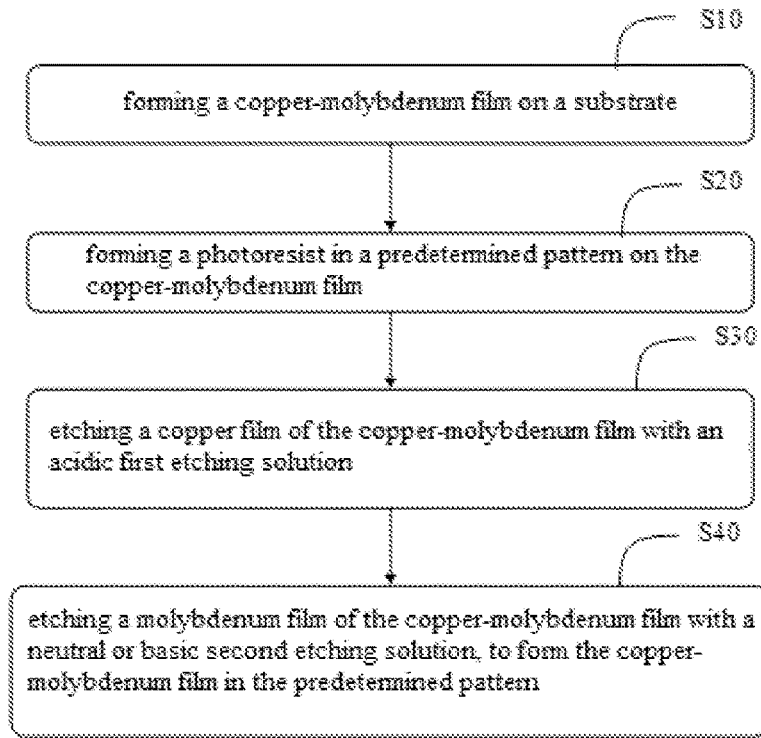 S10
forming a copper-molybdenum film on a substrate
S20
forming a photoresist in a predetermined pattern on the
copper-molybdenum film
S30
etching a copper film of the copper-molybdenum film with an
acidic first etching solution
S40
etching a molybdenum film of the copper-molybdenum film with a
neutral or basic second etching solution, to form the copper-
molybdenum film in the predetermined pattern